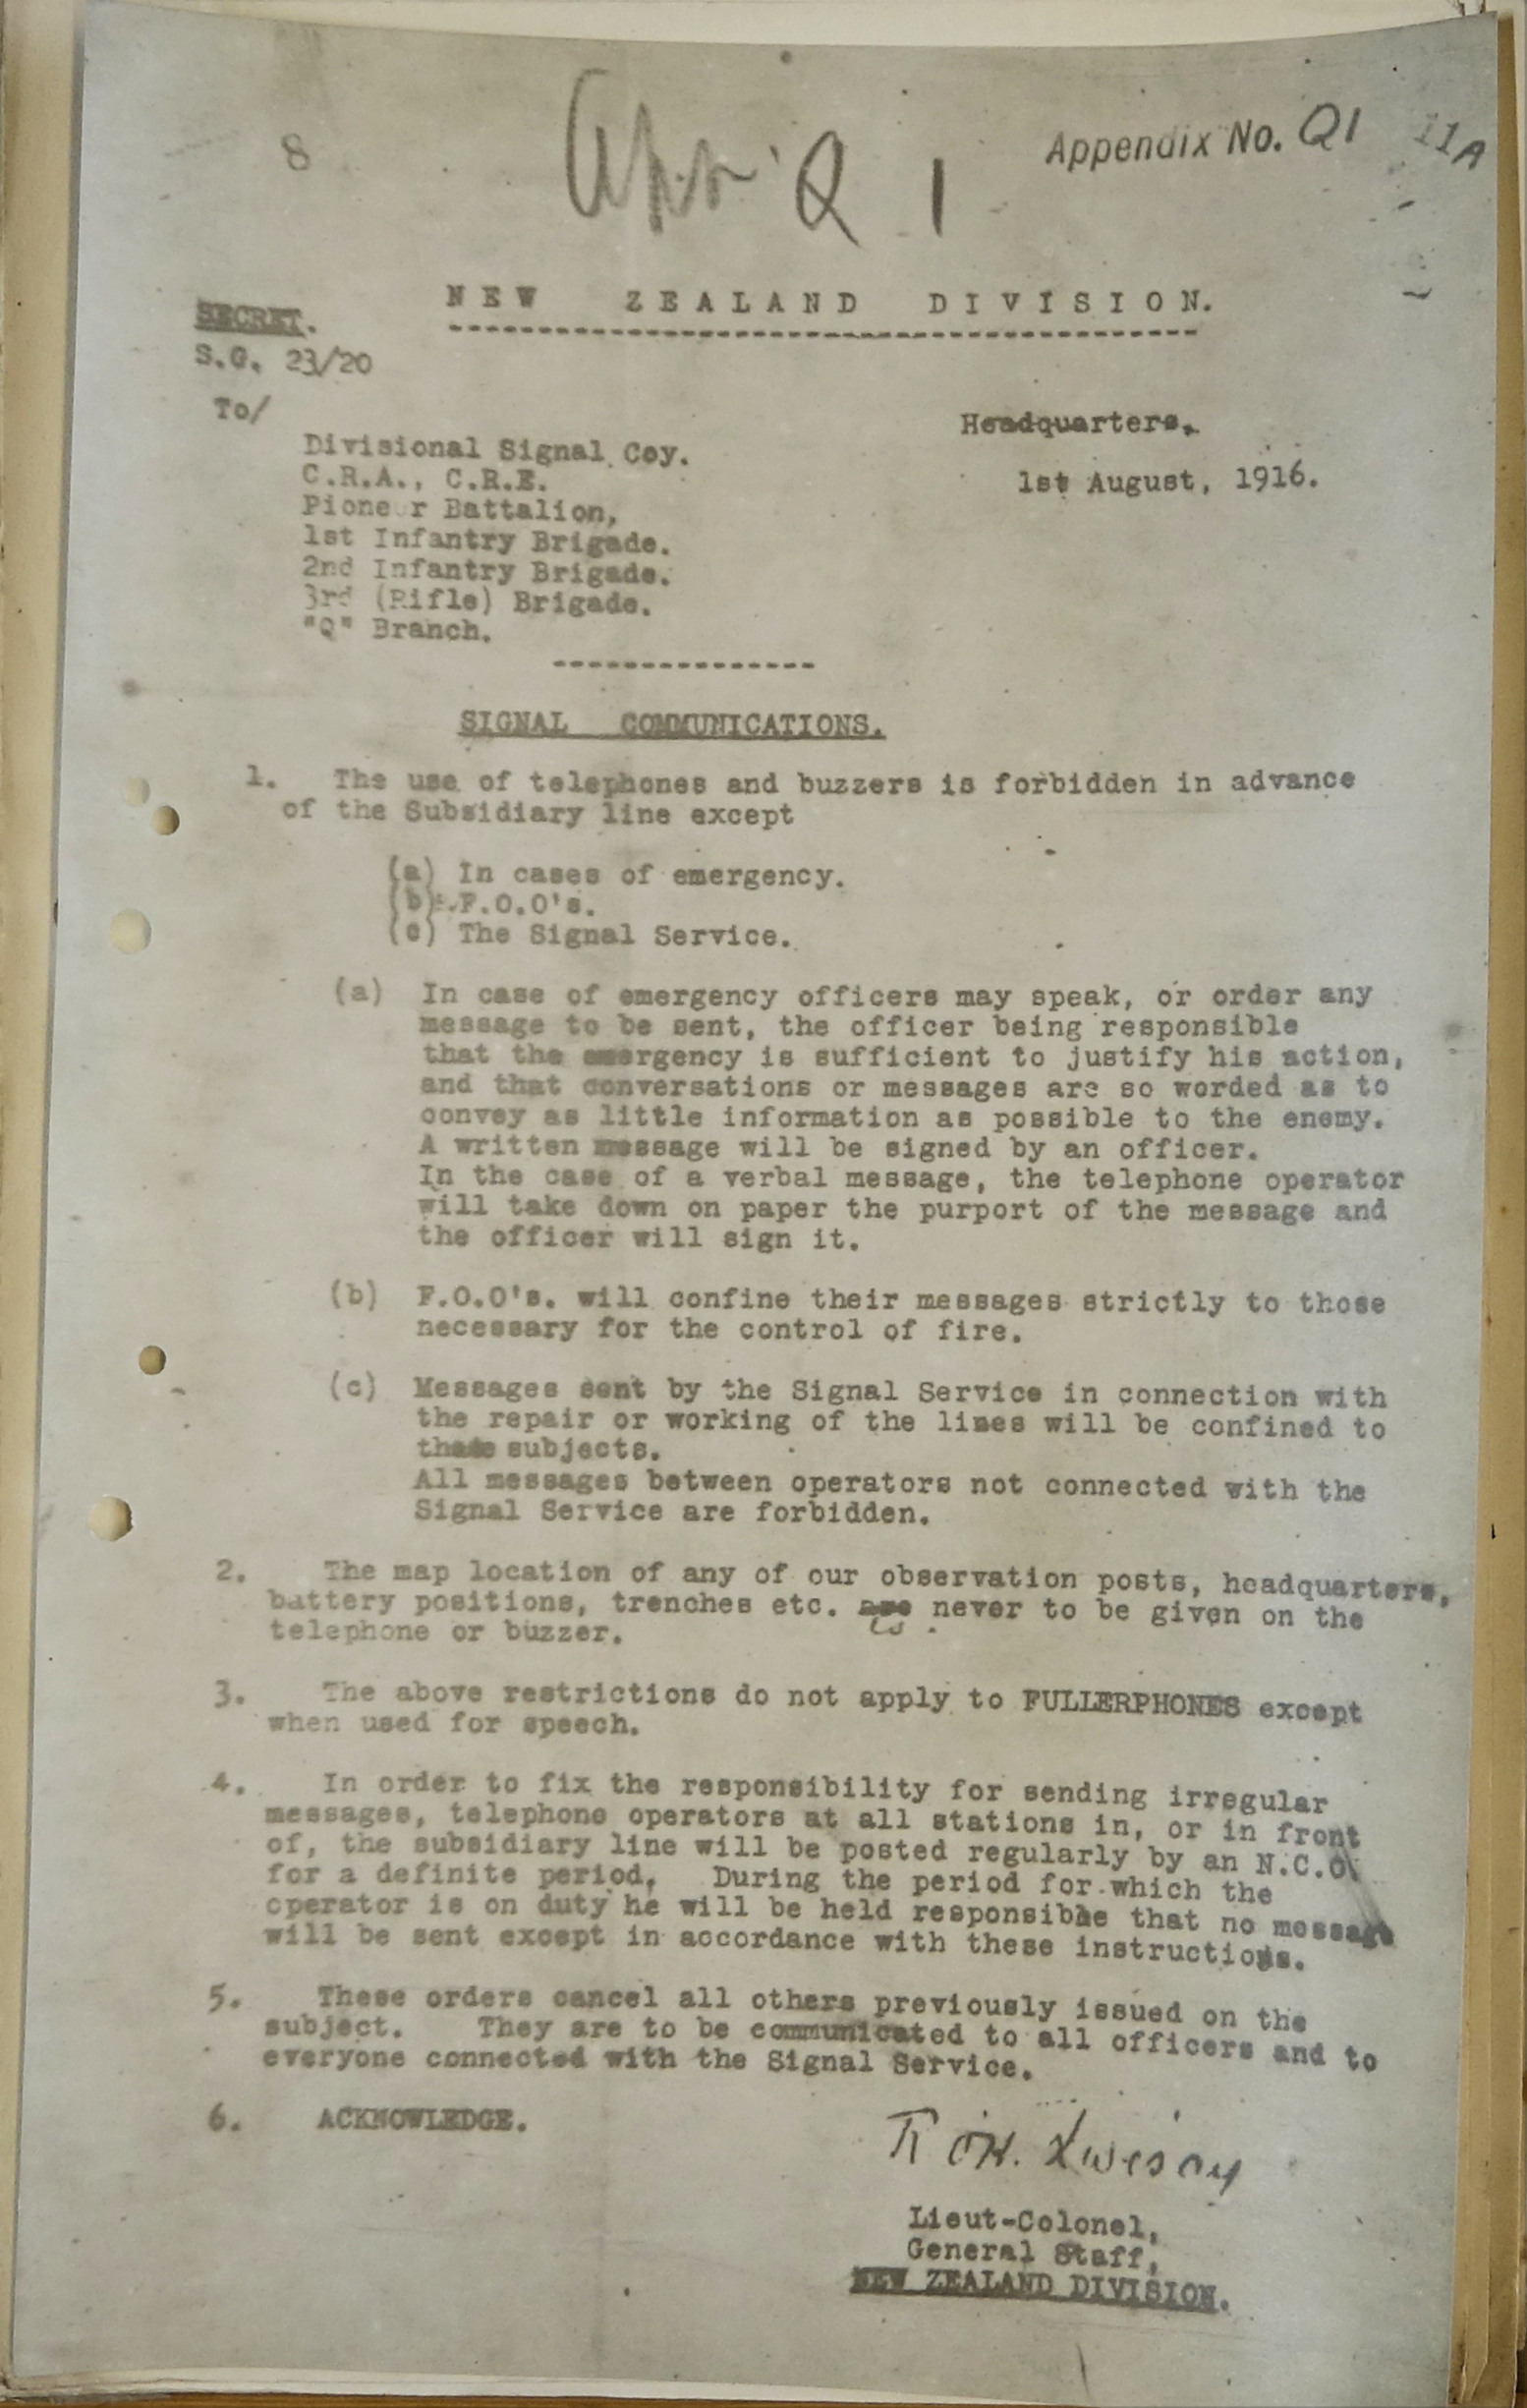 8
App Q 1
Appendix No. Q1
11A
NEW ZEALAND DIVISION.
SECRET.
S.G. 23/20
To/
Headquarters.
1st August, 1916.
Divisional Signal Coy.
C.R.A., C.R.E.
Pioneer Battalion,
1st Infantry Brigade.
2nd Infantry Brigade.
3rd (Rifle) Brigade.
"Q" Branch.
SIGNAL COMMUNICATIONS.
1. The use of telephones and buzzers is forbidden in advance
of the Subsidiary line except
(a) In cases of emergency.
(b) F.O.O's.
(c) The Signal Service.
(a) In case of emergency officers may speak, or order any
message to be sent, the officer being responsible
that the emergency is sufficient to justify his action,
and that conversations or messages are so worded as to
convey as little information as possible to the enemy.
A written message will be signed by an officer.
In the case of a verbal message, the telephone operator
will take down on paper the purport of the message and
the officer will sign it.
(b) F.O.O's. will confine their messages strictly to those
necessary for the control of fire.
(c) Messages sent by the Signal Service in connection with
the repair or working of the lines will be confined to
these subjects.
All messages between operators not connected with the
Signal Service are forbidden.
2. The map location of any of our observation posts, headquarters,
battery positions, trenches etc. are is never to be given on the
telephone or buzzer.
3. The above restrictions do not apply to FULLERPHONES except
when used for speech.
4. In order to fix the responsibility for sending irregular
messages, telephone operators at all stations in, or in front
of, the subsidiary line will be posted regularly by an N.C.O.
for a definite period. During the period for which the
operator is on duty he will be held responsible that no message
will be sent except in accordance with these instructions.
5. These orders cancel all others previously issued on the
subject. They are to be communicated to all officers and to
everyone connected with the Signal Service.
6. ACKNOWLEDGE.
Lieut-Colonel,
General Staff,
NEW ZEALAND DIVISION.